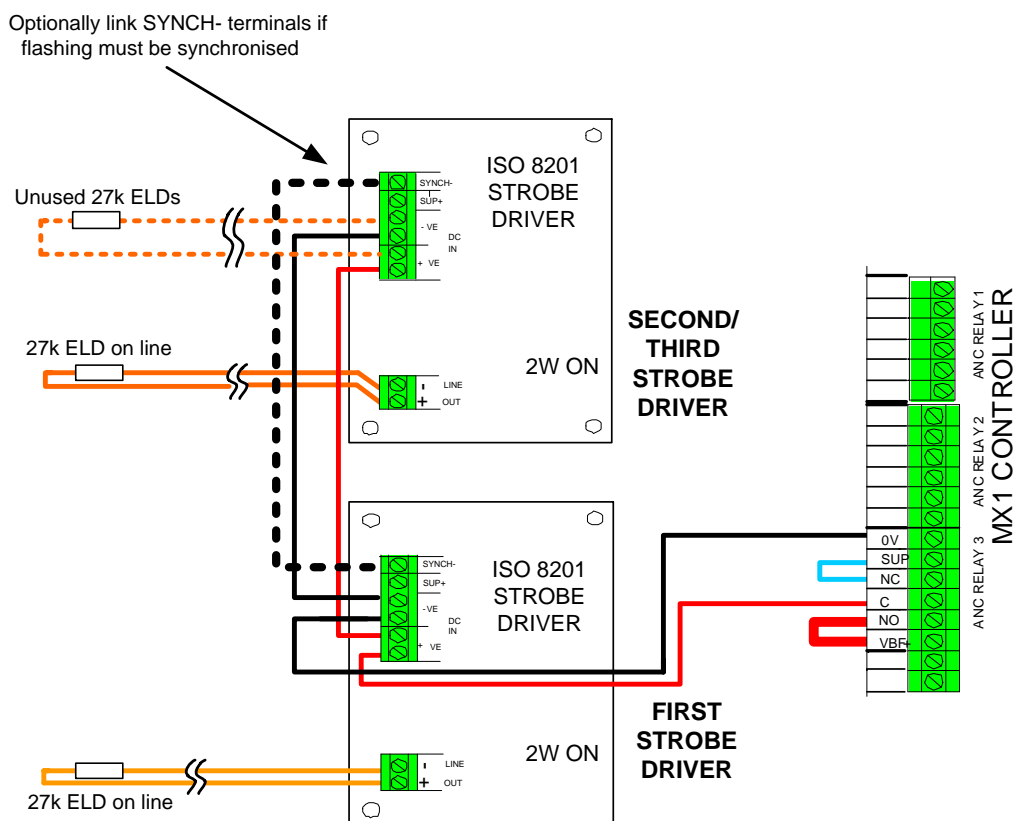 Optionally link SYNCH- terminals if
flashing must be synchronised
Unused 27k ELDs
27k ELD on line
ISO 8201
STROBE
DRIVER
SYNCH-
SUP+
- VE
DC
IN
+ VE
2W ON
- LINE
+ OUT
SECOND/
THIRD
STROBE
DRIVER
ISO 8201
STROBE
DRIVER
SYNCH-
SUP+
-VE
DC
IN
+ VE
2W ON
- LINE
+ OUT
FIRST
STROBE
DRIVER
27k ELD on line
ANC RELAY 1
ANC RELAY 2
ANC RELAY 3
MX1 CONTROLLER
0V
SUP
NC
C
NO
VBF+